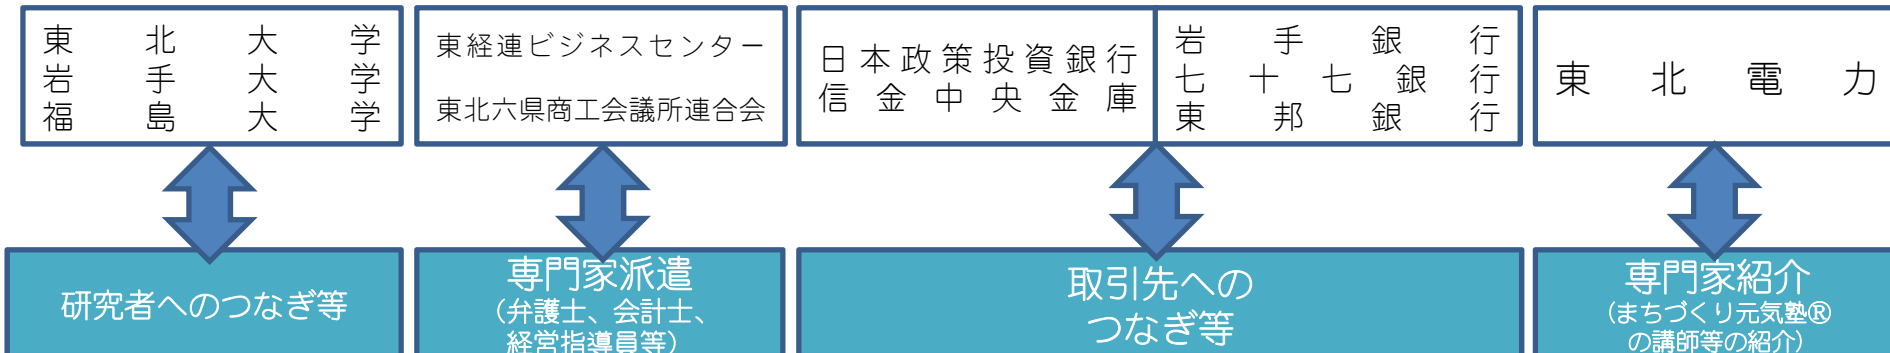 東北大学
岩手大学
福島大学
東経連ビジネスセンター
東北六県商工会議所連合会
日本政策投資銀行
信金中央金庫
岩手銀行
七十七銀行
東邦銀行
東北電力
研究者へのつなぎ等
専門家派遣
（弁護士、会計士、
経営指導員等）
取引先への
つなぎ等
専門家紹介
（まちづくり元気塾®
の講師等の紹介）